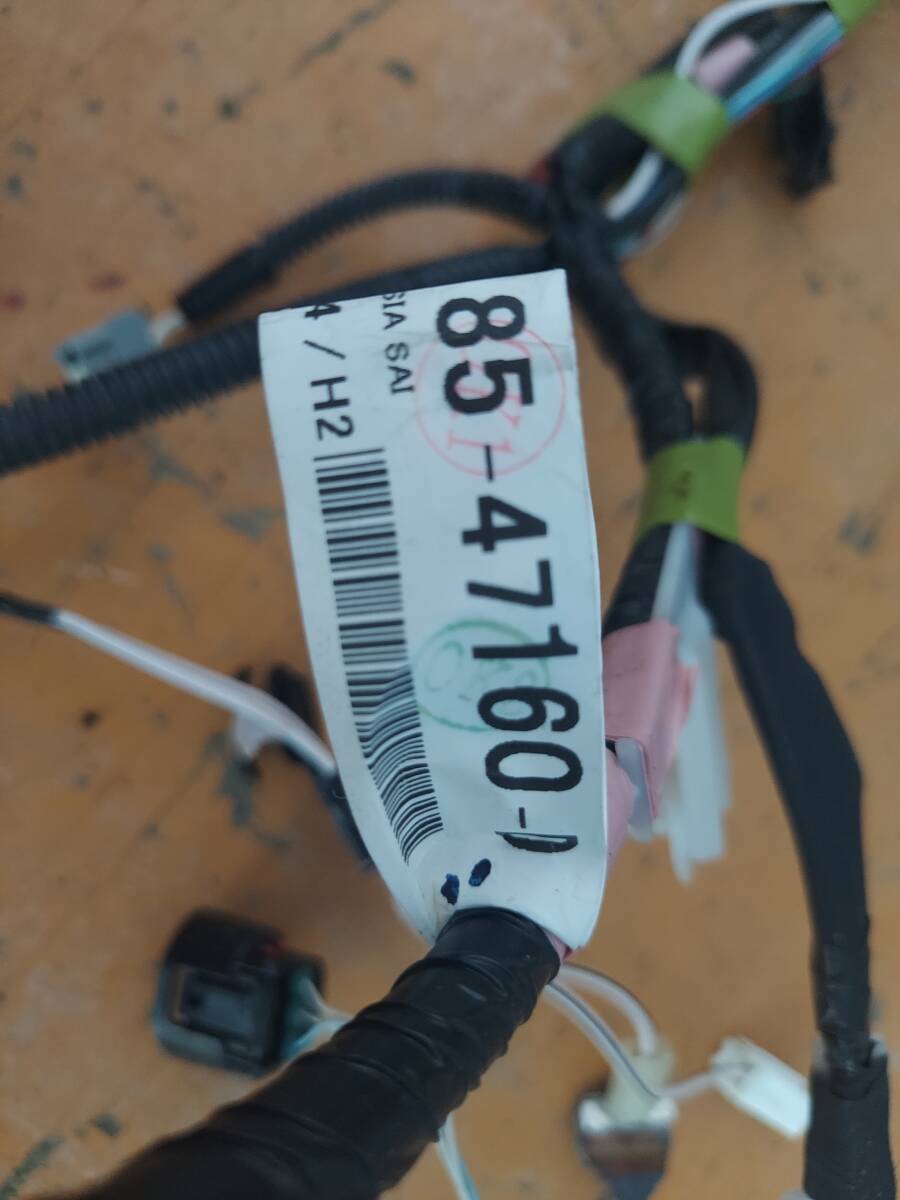 85-47160-
SIA SAI
4 / H2